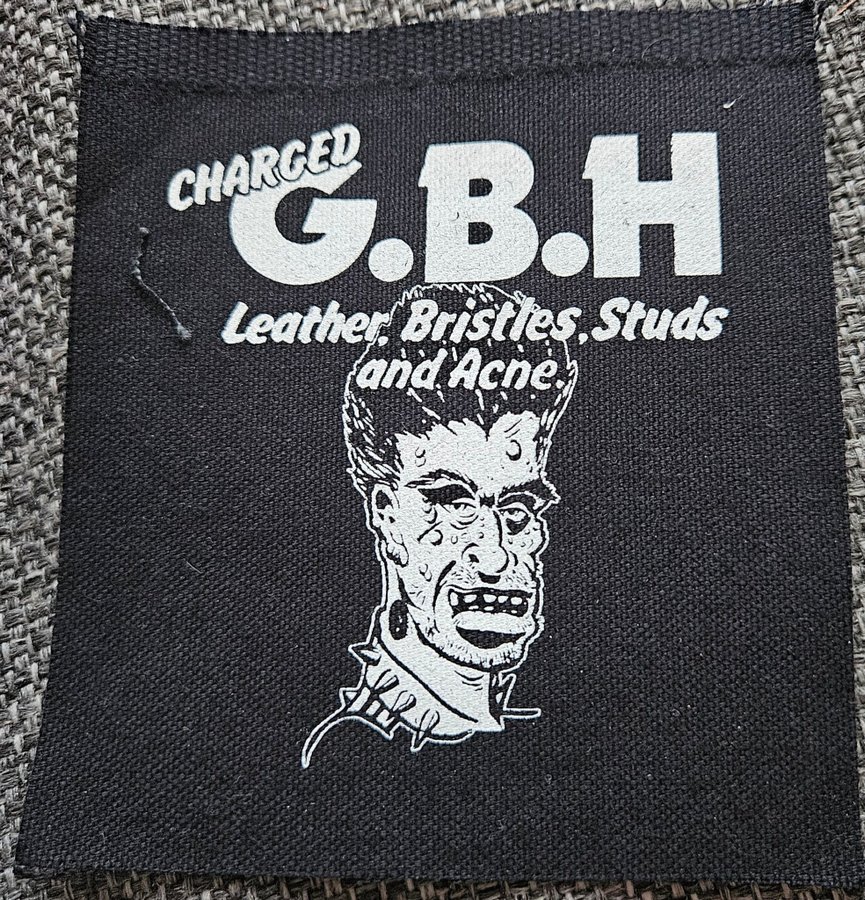 CHARGED
G.B.H
Leather, Bristles, Studs
and Acne.